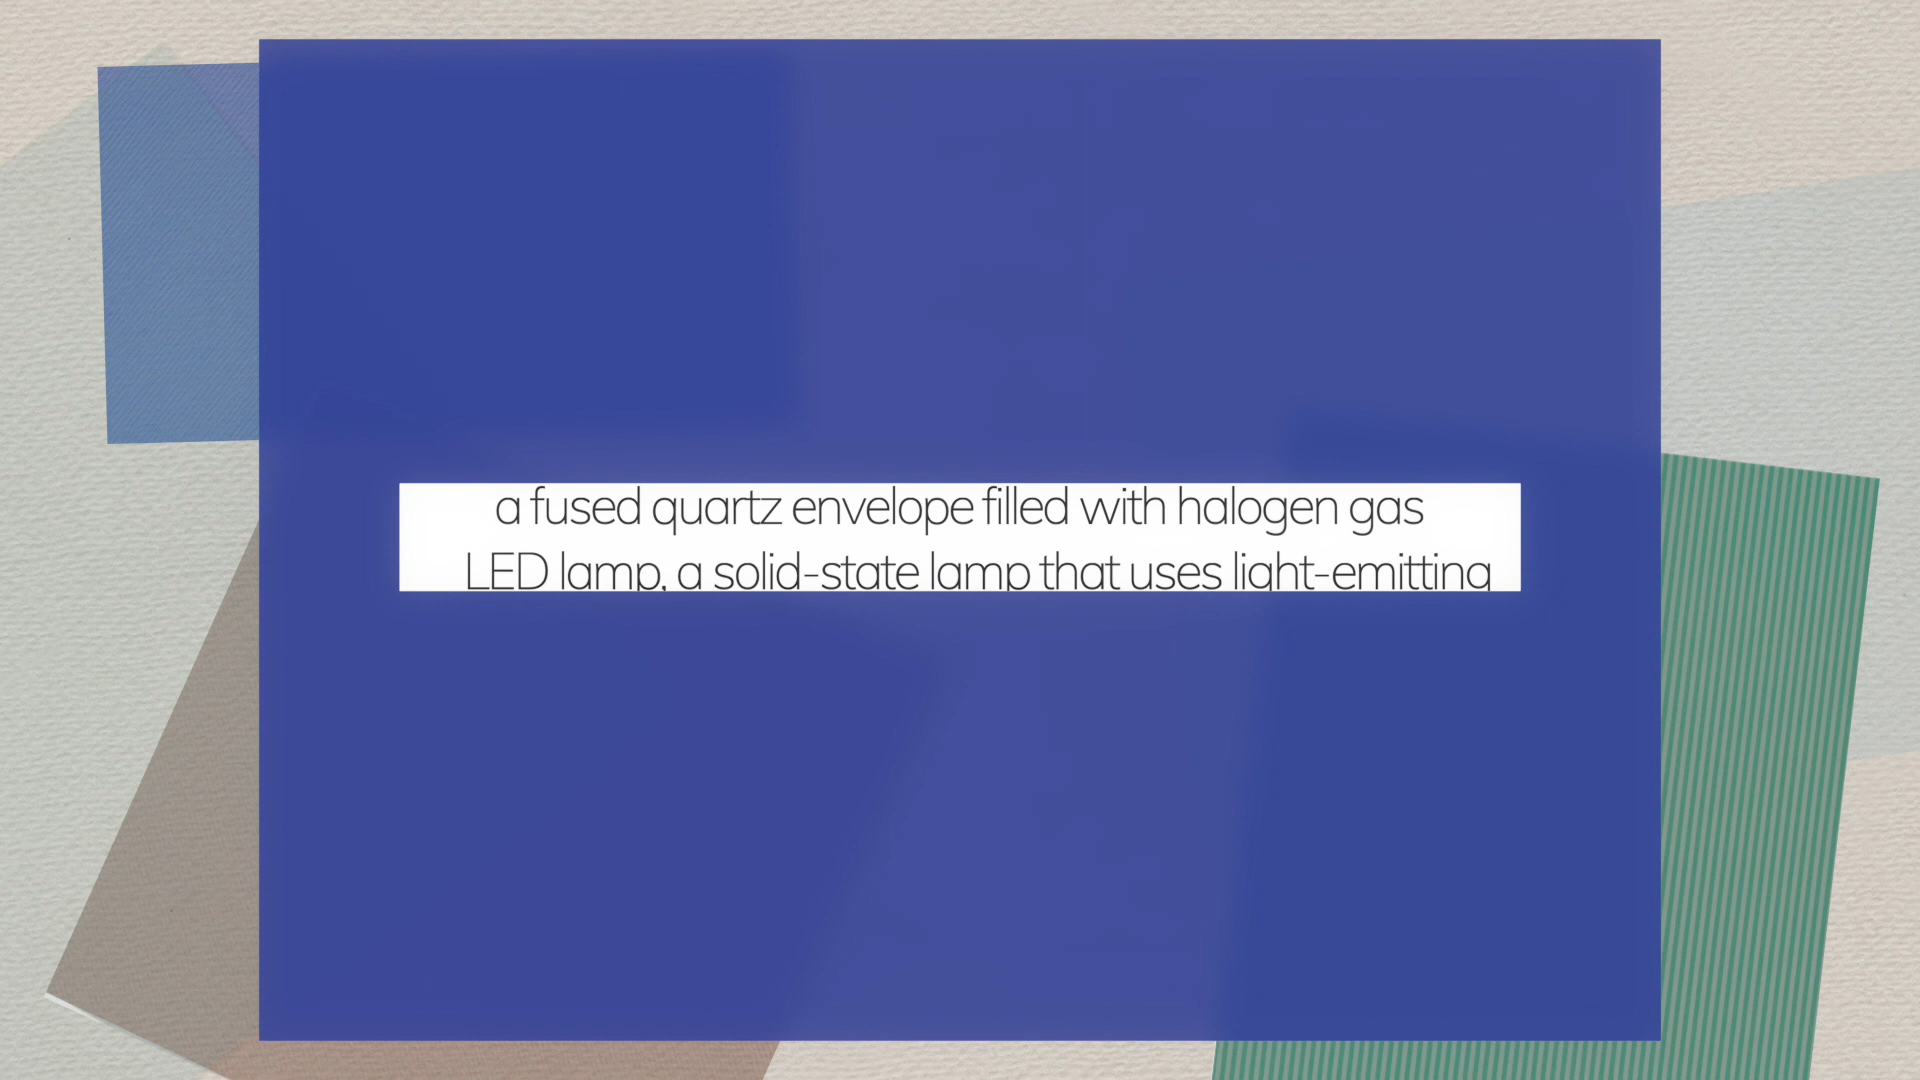 a fused quartz envelope filled with halogen gas
LED lamp, a solid-state lamp that uses light-emitting